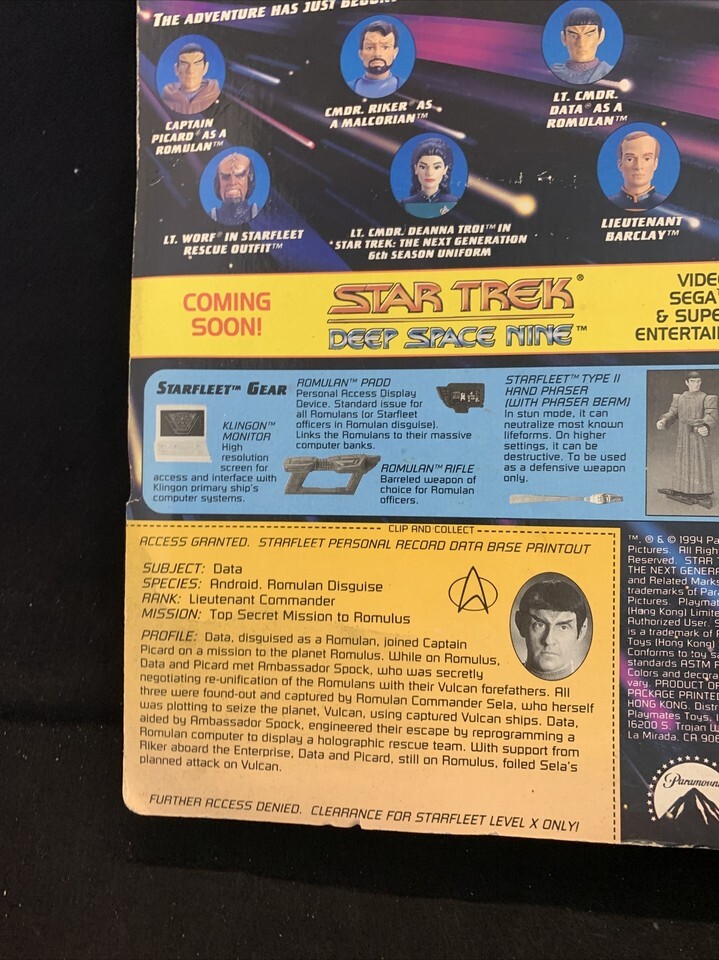 THE ADVENTURE HAS JUST
CAPTAIN
PICARD® AS A
ROMULAN™
CMDR. RIKER® AS
A MALCORIAN™
LT. CMDR.
DATA® AS A
ROMULAN™
LT. WORF® IN STARFLEET
RESCUE OUTFIT™
LT. CMDR. DEANNA TROI™ IN
STAR TREK: THE NEXT GENERATION
6th SEASON UNIFORM
LIEUTENANT
BARCLAY™
COMING
SOON!
STAR TREK®
DEEP SPACE NINE™
VIDE
SEGA
& SUPE
ENTERTAI
STARFLEET™ GEAR
KLINGON™
MONITOR
High
resolution
screen for
access and interface with
Klingon primary ship's
computer systems.
ROMULAN™ PADD
Personal Access Display
Device. Standard issue for
all Romulans (or Starfleet
officers in Romulan disguise).
Links the Romulans to their massive
computer banks.
ROMULAN™ RIFLE
Barreled weapon of
choice for Romulan
officers.
STARFLEET™ TYPE II
HAND PHASER
(WITH PHASER BEAM)
In stun mode, it can
neutralize most known
lifeforms. On higher
settings, it can be
destructive. To be used
as a defensive weapon
only.
CLIP AND COLLECT
ACCESS GRANTED. STARFLEET PERSONAL RECORD DATA BASE PRINTOUT
SUBJECT: Data
SPECIES: Android. Romulan Disguise
RANK: Lieutenant Commander
MISSION: Top Secret Mission to Romulus
PROFILE: Data, disguised as a Romulan, joined Captain
Picard on a mission to the planet Romulus. While on Romulus,
Data and Picard met Ambassador Spock, who was secretly
negotiating re-unification of the Romulans with their Vulcan forefathers. All
three were found-out and captured by Romulan Commander Sela, who herself
was plotting to seize the planet, Vulcan, using captured Vulcan ships. Data,
aided by Ambassador Spock, engineered their escape by reprogramming a
Romulan computer to display a holographic rescue team. With support from
Riker aboard the Enterprise, Data and Picard, still on Romulus, foiled Sela's
planned attack on Vulcan.
FURTHER ACCESS DENIED. CLEARANCE FOR STARFLEET LEVEL X ONLY!
™, ® & © 1994 Pa
Pictures. All Righ
Reserved. STAR T
THE NEXT GENERA
and Related Marks
trademarks of Par
Pictures. Playmat
(Hong Kong) Limite
Authorized User. S
is a trademark of
Toys (Hong Kong)
Conforms to toy sa
standards ASTM F
Colors and decora
vary. PRODUCT OF
PACKAGE PRINTED
HONG KONG. Distr
Playmates Toys, I
16200 S. Trojan W
La Mirada, CA 906
Paramoun